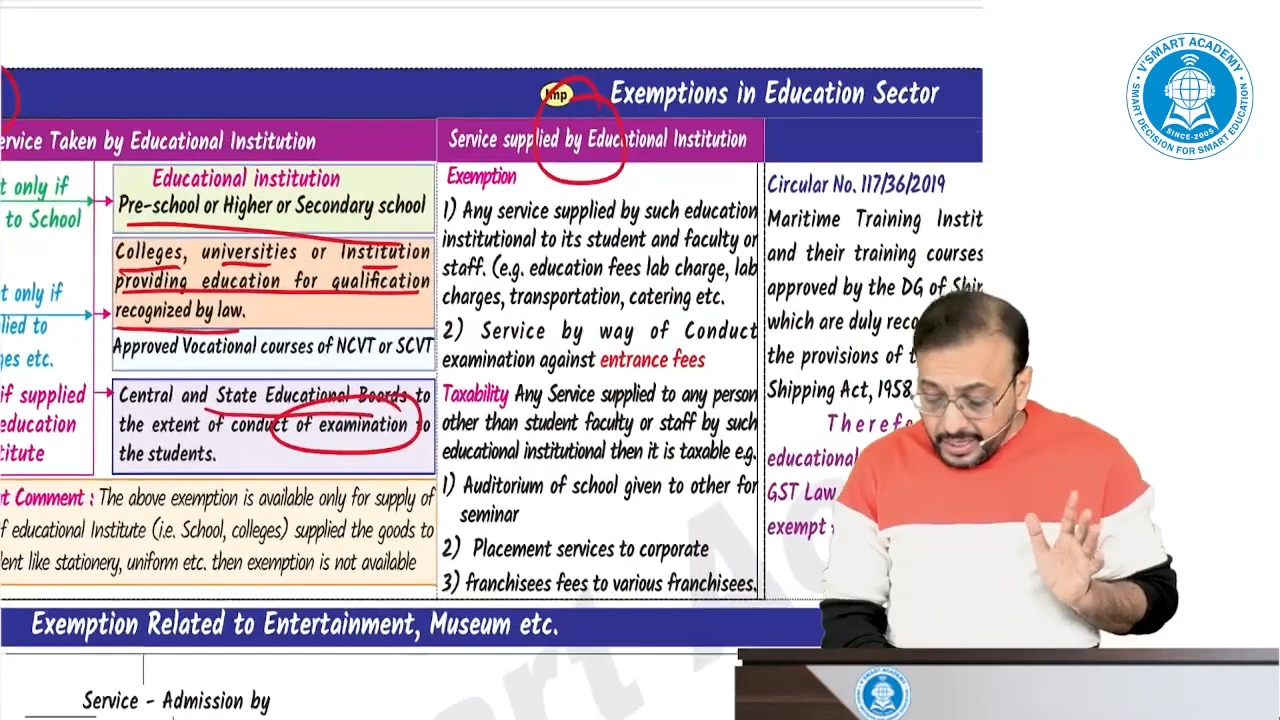 V'SMART ACADEMY
SMART DECISION FOR SMART EDUCATION
SINCE-2005
Imp
Exemptions in Education Sector
ervice Taken by Educational Institution
Service supplied by Educational Institution
t only if
to School
t only if
lied to
ges etc.
if supplied
education
titute
Educational institution
Pre-school or Higher or Secondary school
Colleges, universities or Institution
providing education for qualification
recognized by law.
Approved Vocational courses of NCVT or SCVT
Central and State Educational Boards to
the extent of conduct of examination to
the students.
t Comment : The above exemption is available only for supply of
f educational Institute (i.e. School, colleges) supplied the goods to
ent like stationery, uniform etc. then exemption is not available
Exemption
1) Any service supplied by such education
institutional to its student and faculty or
staff. (e.g. education fees lab charge, lab
charges, transportation, catering etc.
2) Service by way of Conduct
examination against entrance fees
Taxability Any Service supplied to any person
other than student faculty or staff by such
educational institutional then it is taxable e.g.
1) Auditorium of school given to other for
seminar
2) Placement services to corporate
3) franchisees fees to various franchisees.
Circular No. 117/36/2019
Maritime Training Instit
and their training courses
approved by the DG of Ship
which are duly reco
the provisions of t
Shipping Act, 1958
Therefo
educational
GST Law
exempt
Exemption Related to Entertainment, Museum etc.
Service - Admission by